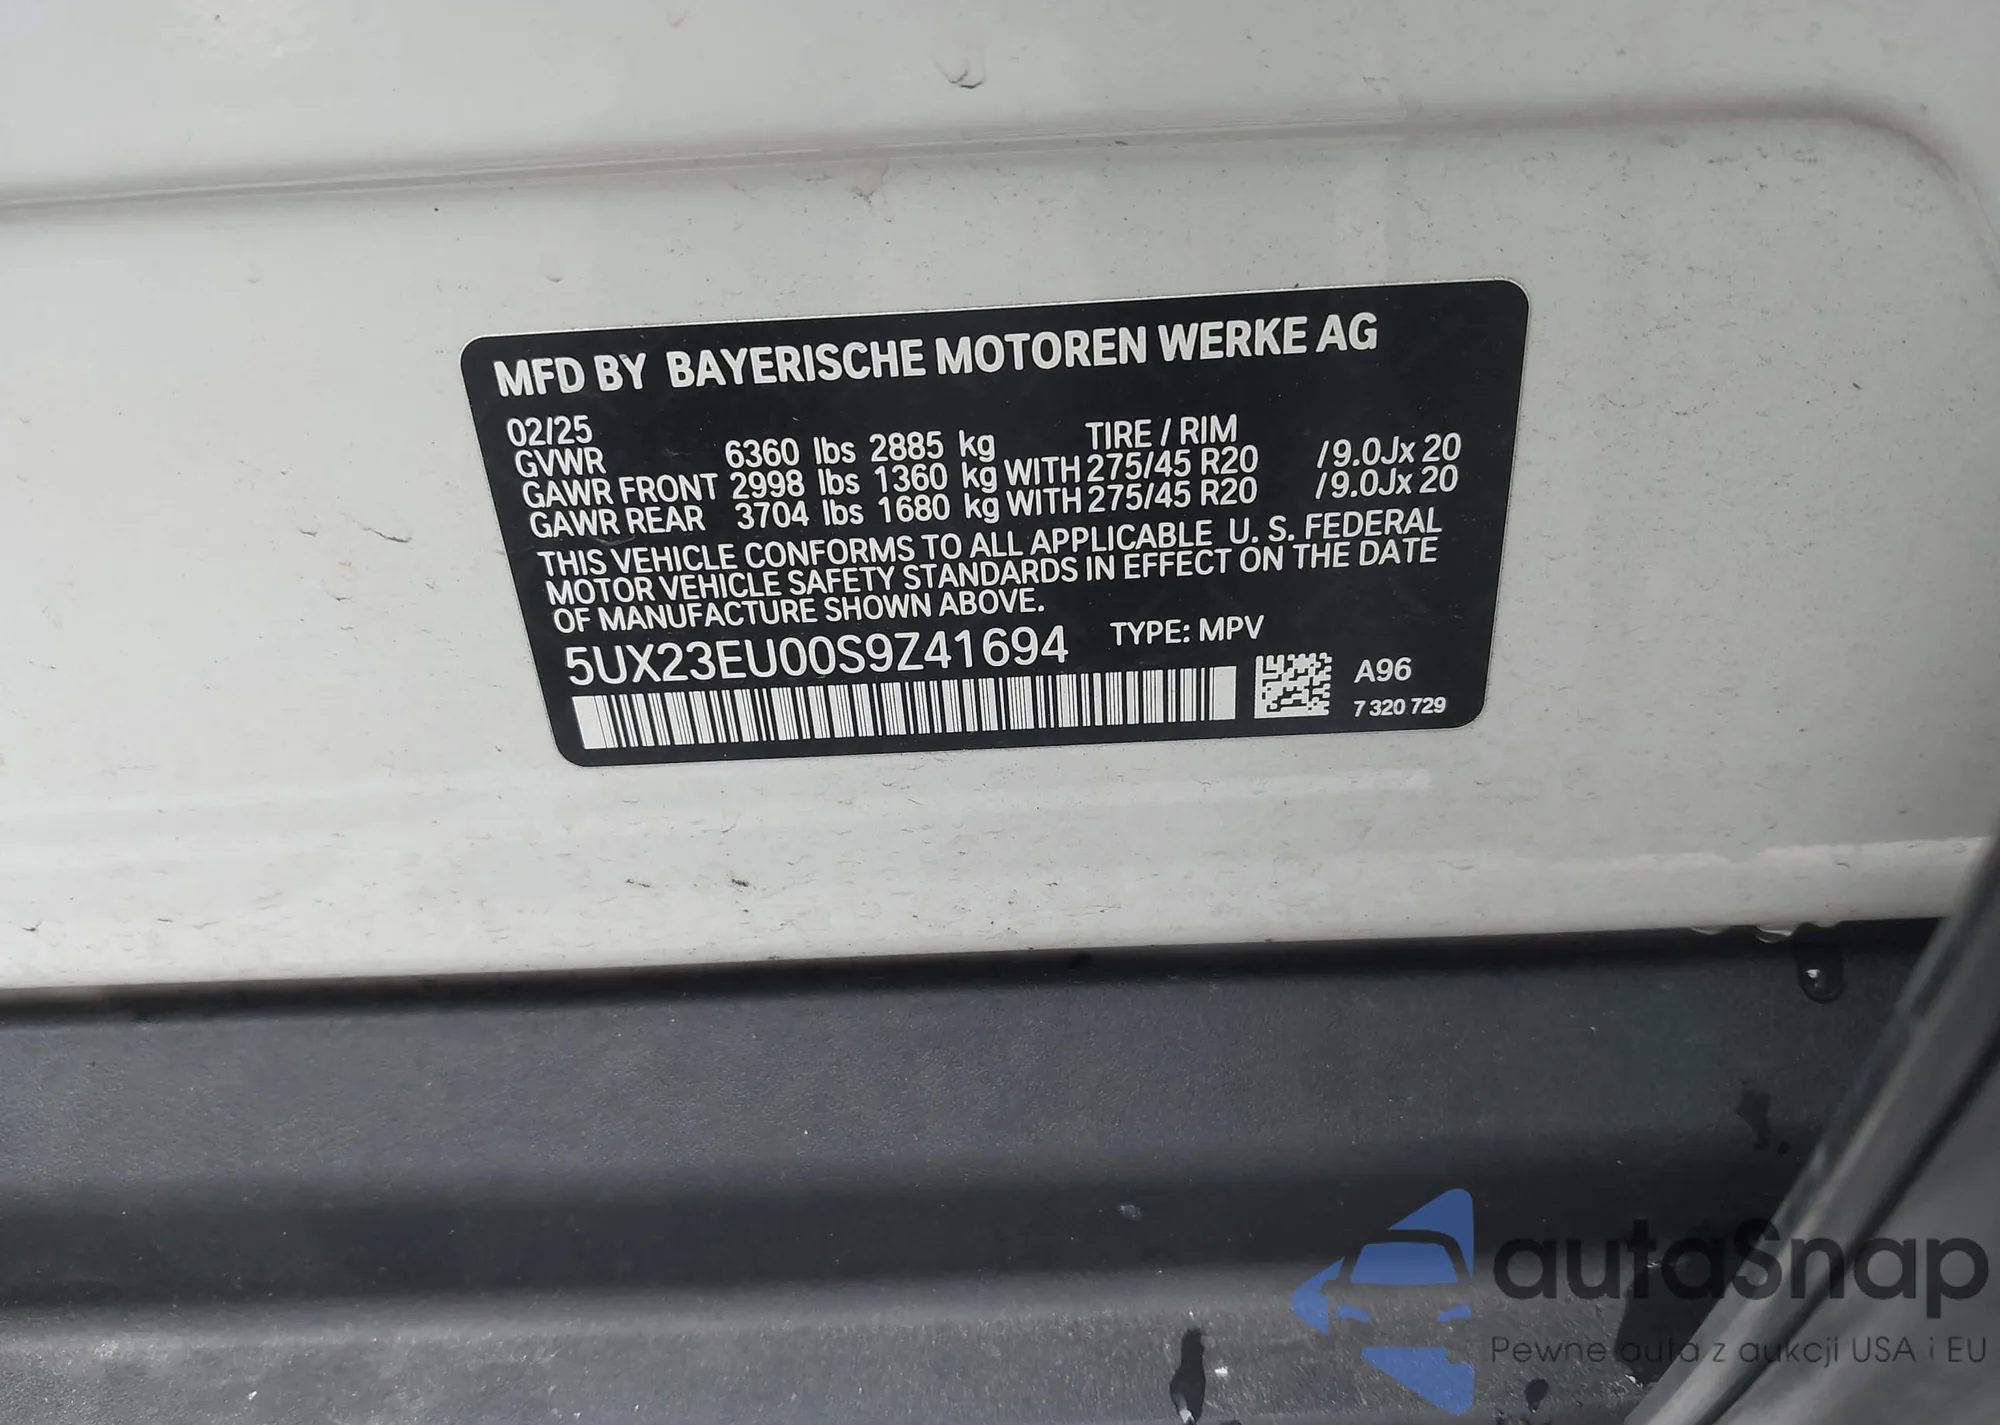 MFD BY BAYERISCHE MOTOREN WERKE AG
02/25 TIRE / RIM
GVWR 6360 lbs 2885 kg
GAWR FRONT 2998 lbs 1360 kg WITH 275/45 R20 /9.0Jx 20
GAWR REAR 3704 lbs 1680 kg WITH 275/45 R20 /9.0Jx 20
THIS VEHICLE CONFORMS TO ALL APPLICABLE U. S. FEDERAL
MOTOR VEHICLE SAFETY STANDARDS IN EFFECT ON THE DATE
OF MANUFACTURE SHOWN ABOVE.
5UX23EU00S9Z41694 TYPE: MPV
A96
7 320 729
autaSnap
Pewne auta z aukcji USA i EU